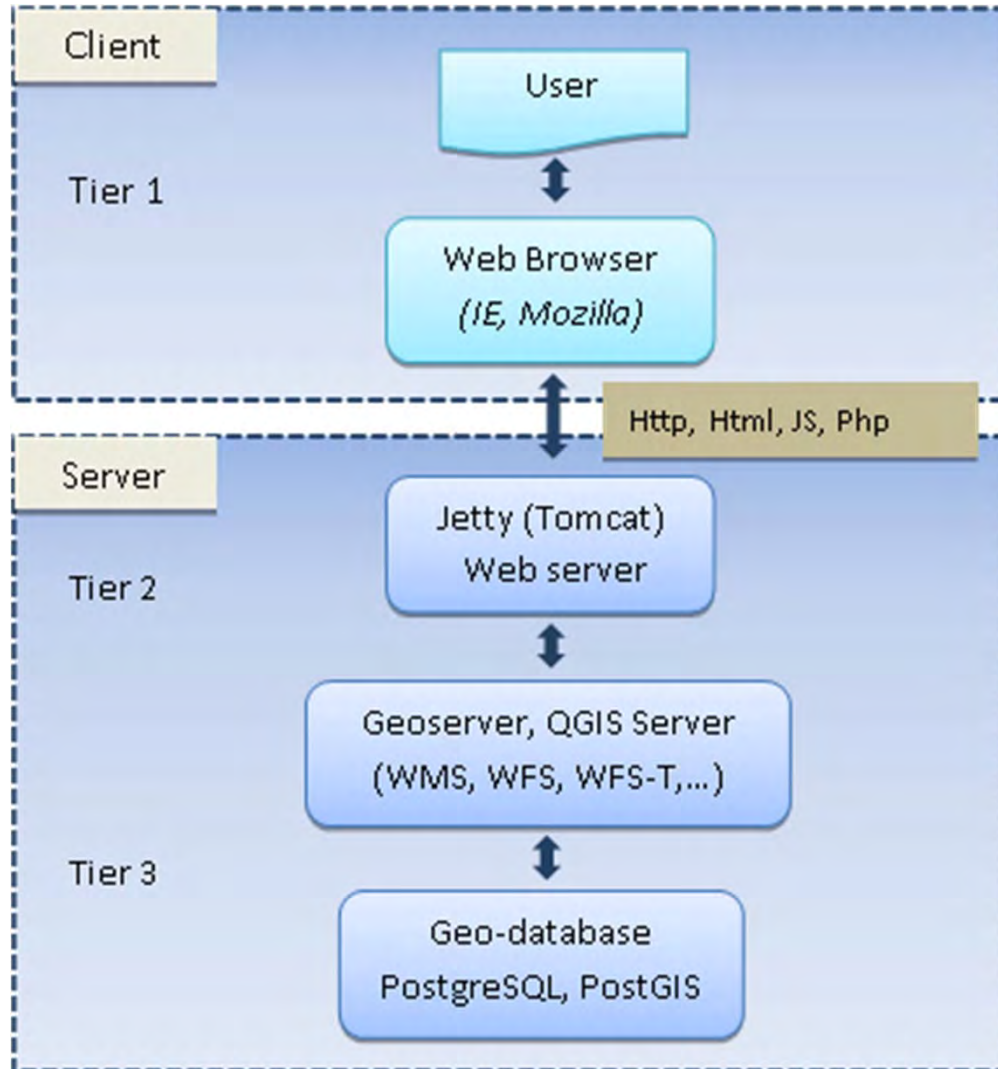 Client
User
Tier 1
Web Browser
(IE, Mozilla)
Http, Html, JS, Php
Server
Jetty (Tomcat)
Web server
Tier 2
Geoserver, QGIS Server
(WMS, WFS, WFS-T,...)
Tier 3
Geo-database
PostgreSQL, PostGIS